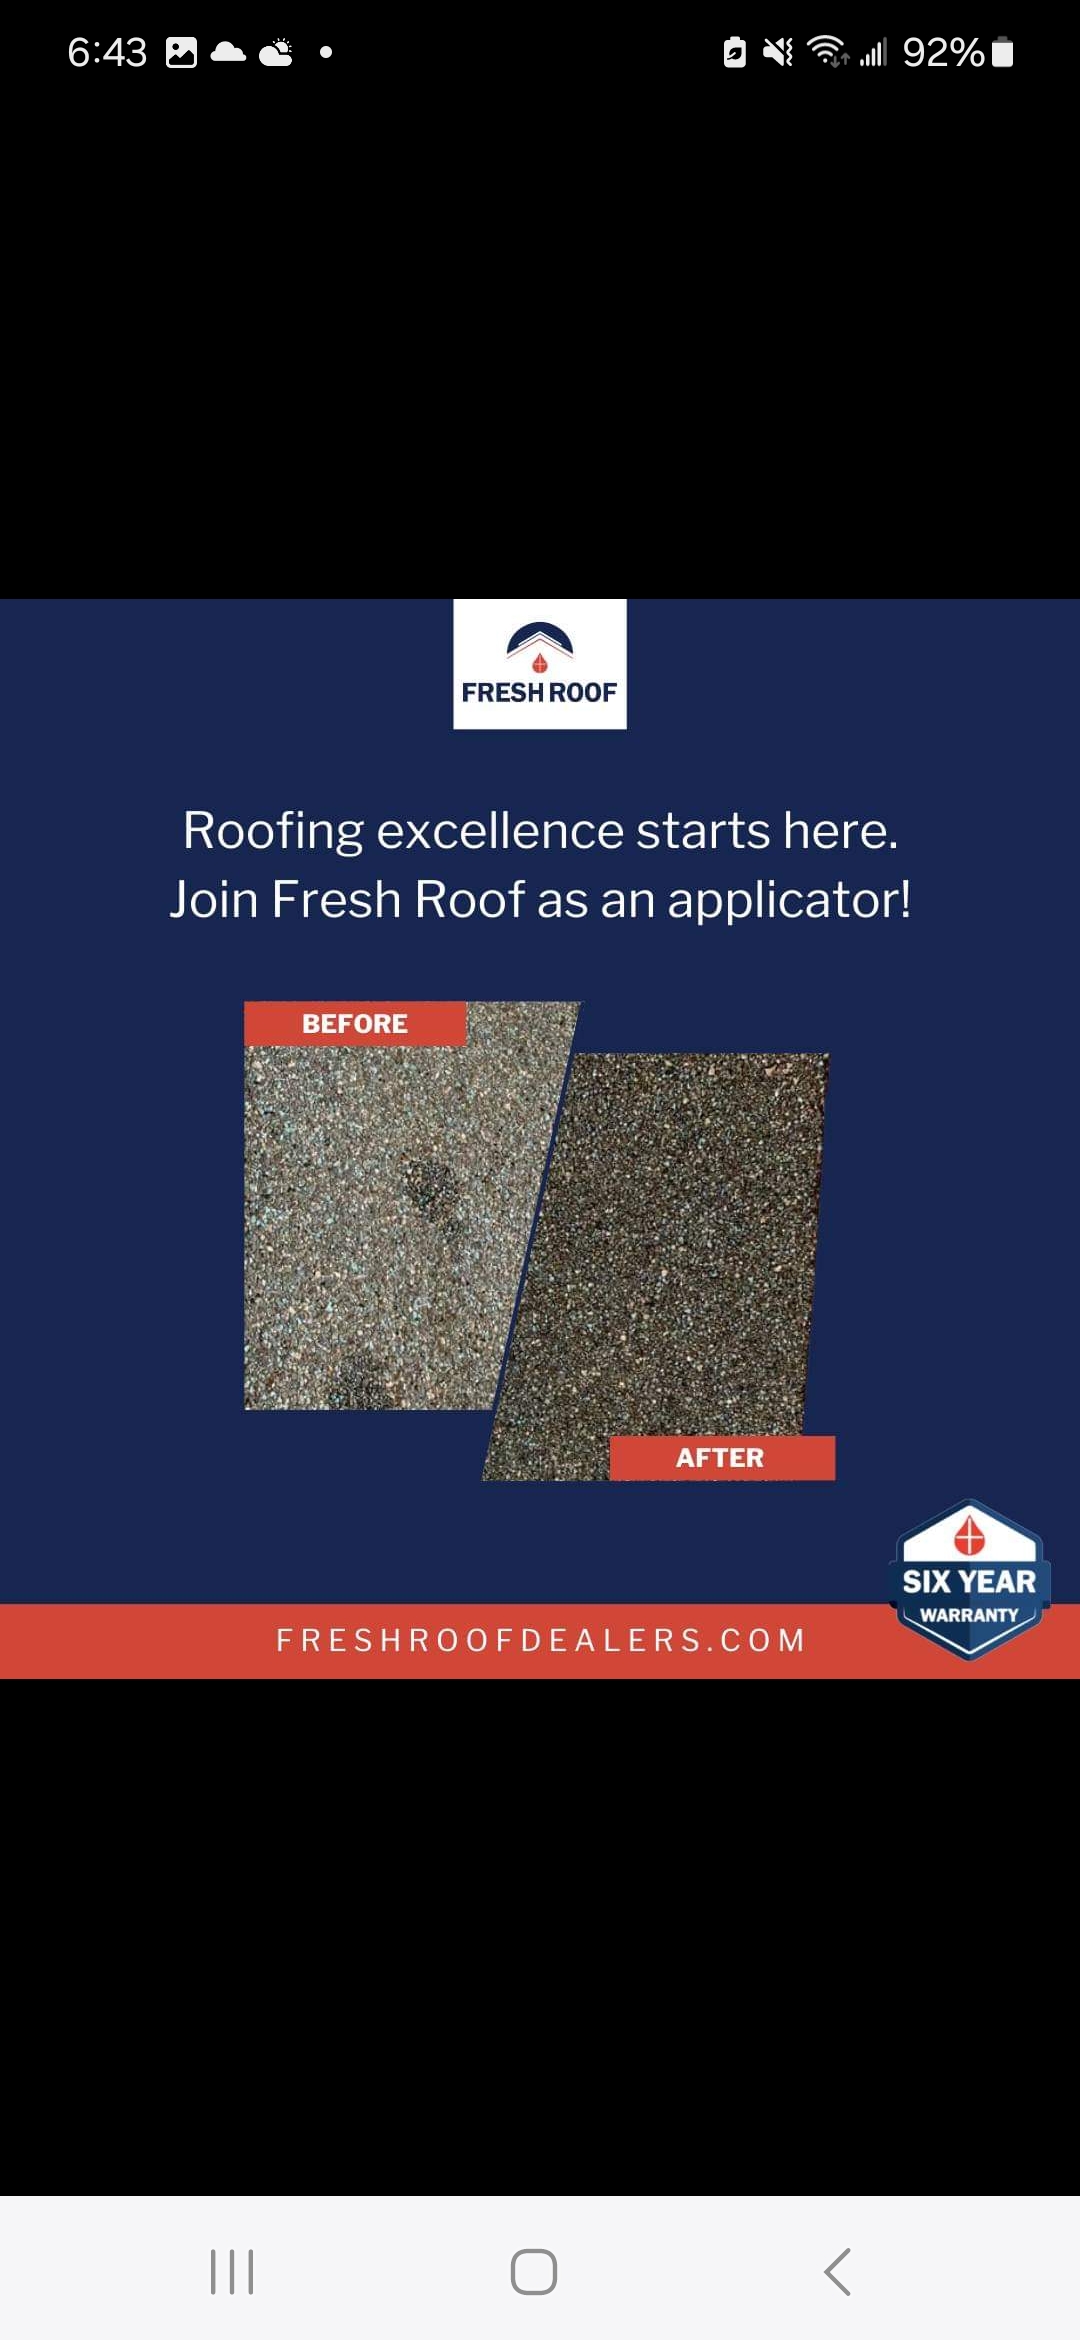 6:43
92%
FRESH ROOF
Roofing excellence starts here.
Join Fresh Roof as an applicator!
BEFORE
AFTER
SIX YEAR
WARRANTY
FRESHROOFDEALERS.COM